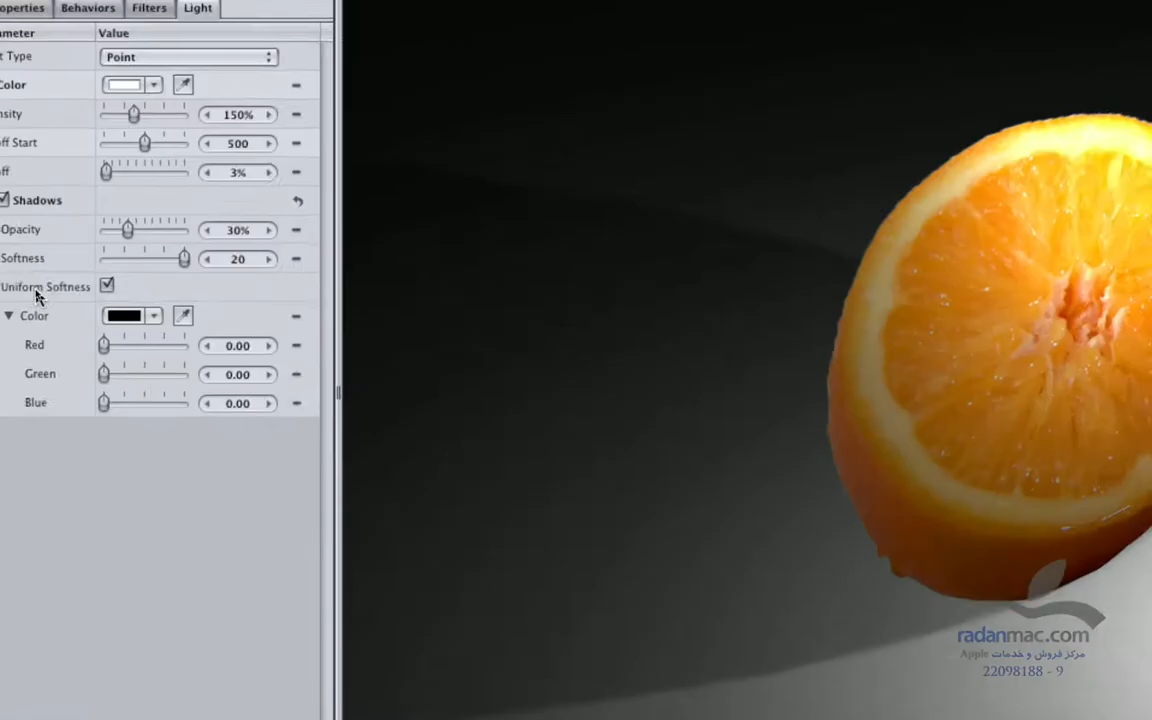 operties Behaviors Filters Light
ameter Value
t Type Point
Color
nsity 150%
ff Start 500
ff 3%
Shadows
Opacity 30%
Softness 20
Uniform Softness
Color
Red 0.00
Green 0.00
Blue 0.00
radanmac.com
مرکز فروش و خدمات Apple
22098188 - 9